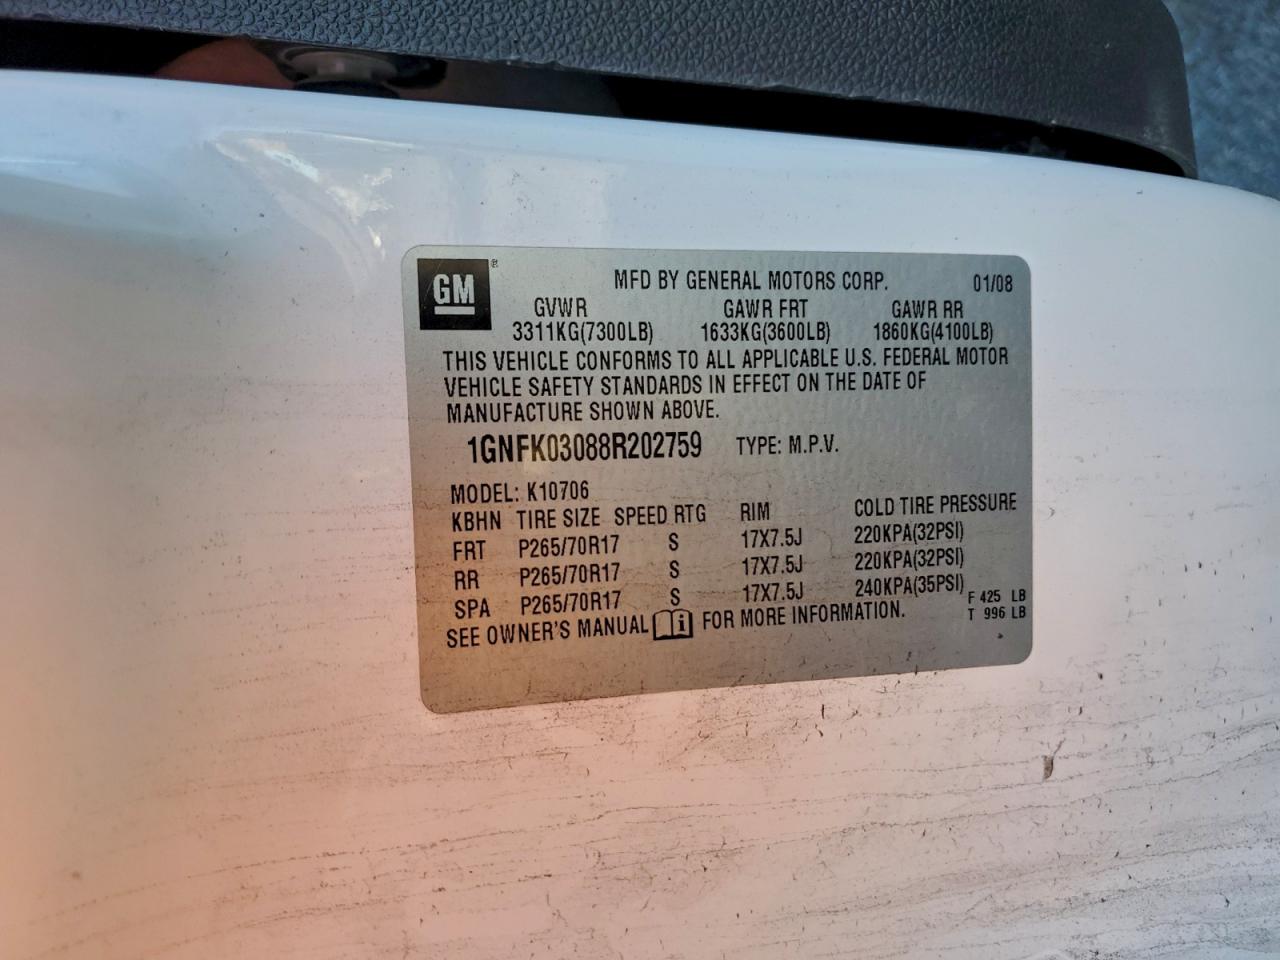 GM®
MFD BY GENERAL MOTORS CORP. 01/08
GVWR GAWR FRT GAWR RR
3311KG(7300LB) 1633KG(3600LB) 1860KG(4100LB)
THIS VEHICLE CONFORMS TO ALL APPLICABLE U.S. FEDERAL MOTOR
VEHICLE SAFETY STANDARDS IN EFFECT ON THE DATE OF
MANUFACTURE SHOWN ABOVE.
1GNFK03088R202759 TYPE: M.P.V.
MODEL: K10706
KBHN TIRE SIZE SPEED RTG RIM COLD TIRE PRESSURE
FRT P265/70R17 S 17X7.5J 220KPA(32PSI)
RR P265/70R17 S 17X7.5J 220KPA(32PSI)
SPA P265/70R17 S 17X7.5J 240KPA(35PSI) F 425 LB
SEE OWNER'S MANUAL i FOR MORE INFORMATION. T 996 LB